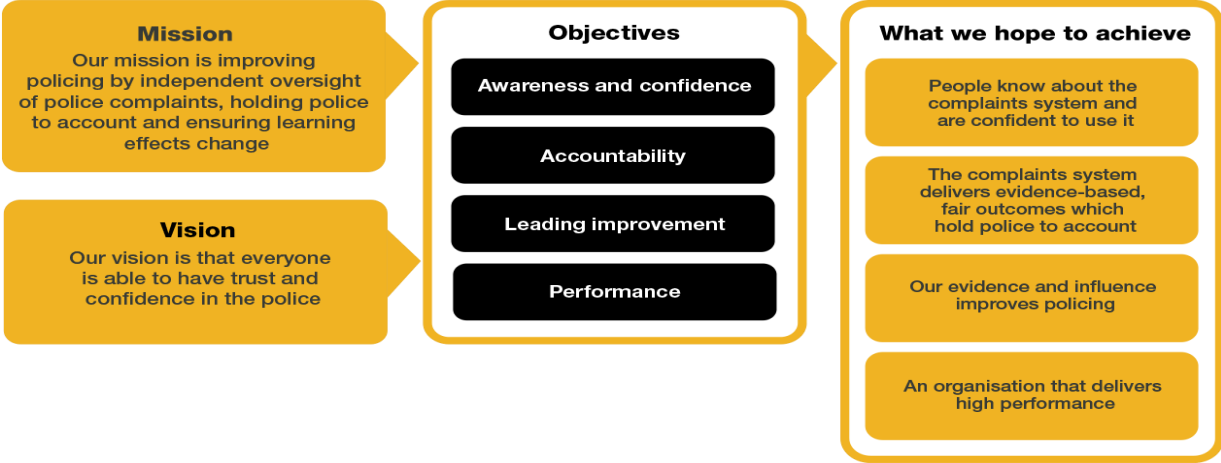 Mission
Our mission is improving
policing by independent oversight
of police complaints, holding police
to account and ensuring learning
effects change
Vision
Our vision is that everyone
is able to have trust and
confidence in the police
Objectives
Awareness and confidence
Accountability
Leading improvement
Performance
What we hope to achieve
People know about the
complaints system and
are confident to use it
The complaints system
delivers evidence-based,
fair outcomes which
hold police to account
Our evidence and influence
improves policing
An organisation that delivers
high performance